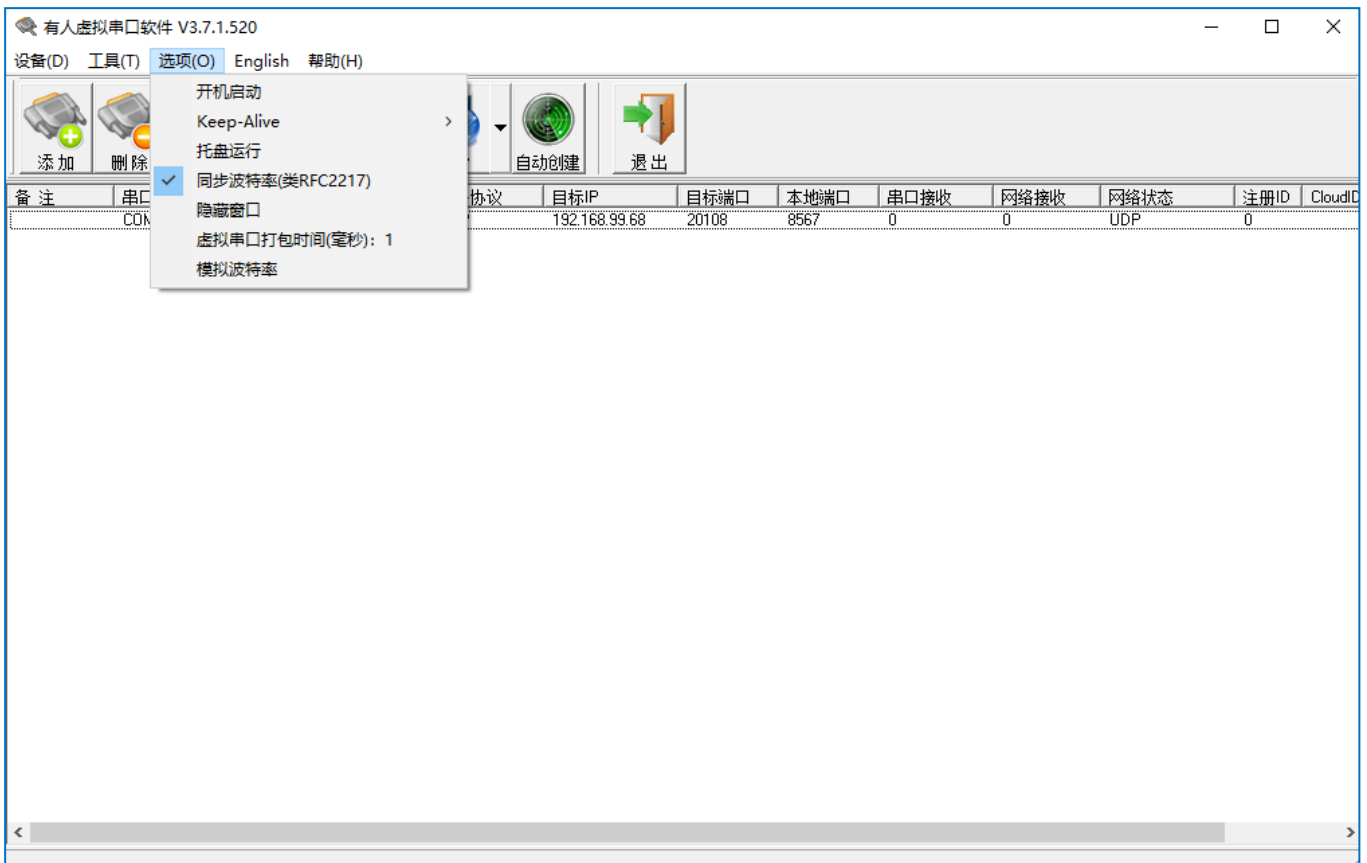 有人虚拟串口软件 V3.7.1.520
设备(D) 工具(T) 选项(O) English 帮助(H)
开机启动
Keep-Alive
托盘运行
同步波特率(类RFC2217)
隐藏窗口
虚拟串口打包时间(毫秒)：1
模拟波特率
添加 删除 自动创建 退出
备注 串口 协议 目标IP 目标端口 本地端口 串口接收 网络接收 网络状态 注册ID
192.168.99.68 20108 8567 0 0 UDP 0